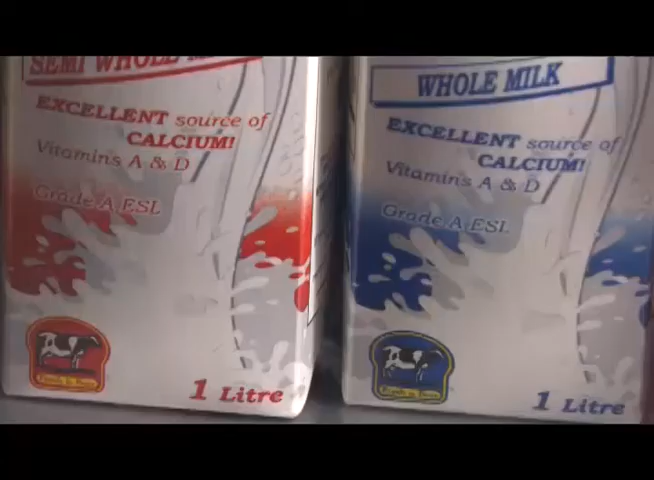 SEMI WHOLE
EXCELLENT source of
CALCIUM!
Vitamins A & D
Grade A ESL
1 Litre
WHOLE MILK
EXCELLENT source of
CALCIUM!
Vitamins A & D
Grade A ESL
1 Litre